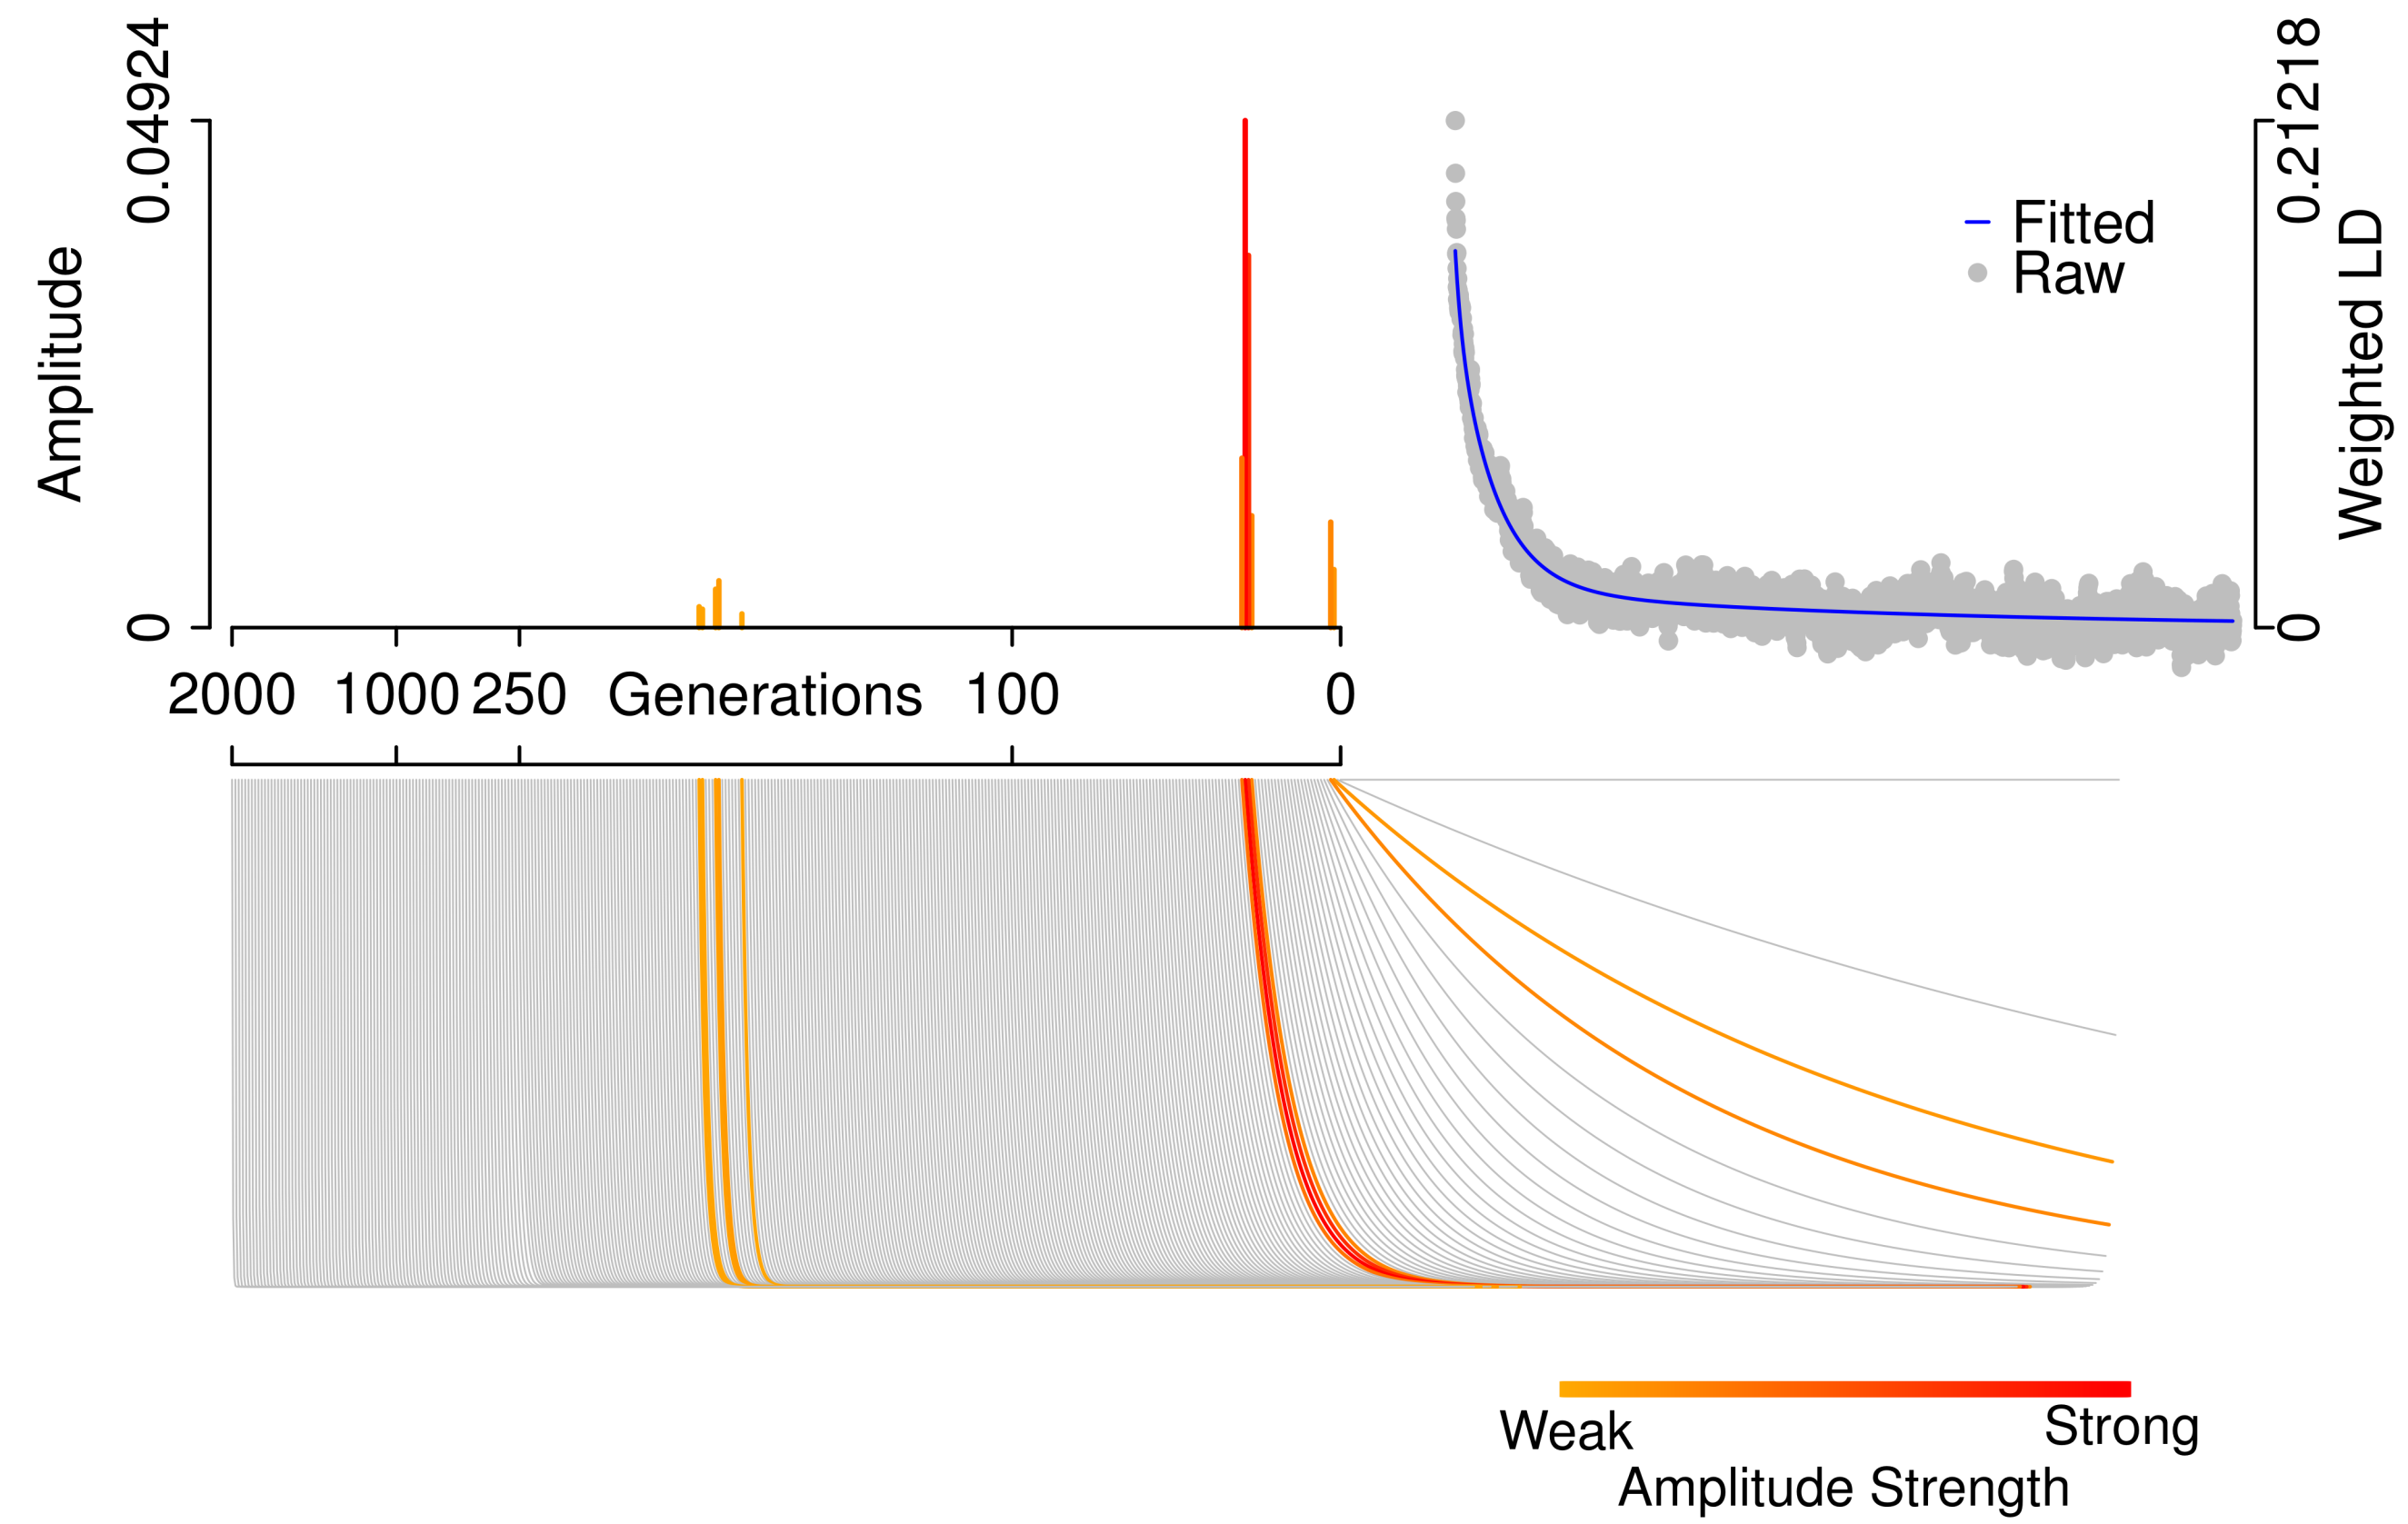 Amplitude
0.04924
0
2000 1000 250 Generations 100 0
Fitted
Raw
0.21218
0
Weighted LD
Weak Strong
Amplitude Strength